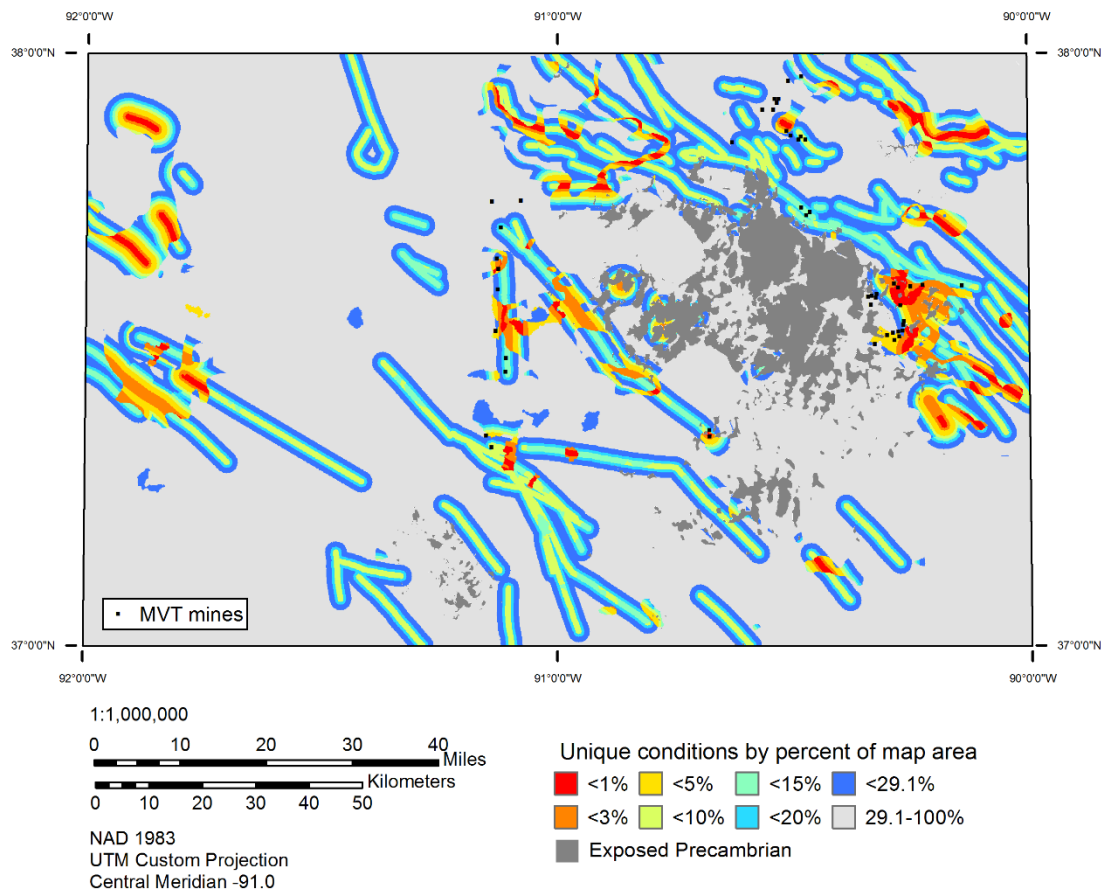 92°0'0"W 91°0'0"W 90°0'0"W
38°0'0"N 38°0'0"N
MVT mines
37°0'0"N 37°0'0"N
92°0'0"W 91°0'0"W 90°0'0"W
1:1,000,000
0 10 20 30 40
Miles
Kilometers
0 10 20 30 40 50
NAD 1983
UTM Custom Projection
Central Meridian -91.0
Unique conditions by percent of map area
<1% <5% <15% <29.1%
<3% <10% <20% 29.1-100%
Exposed Precambrian